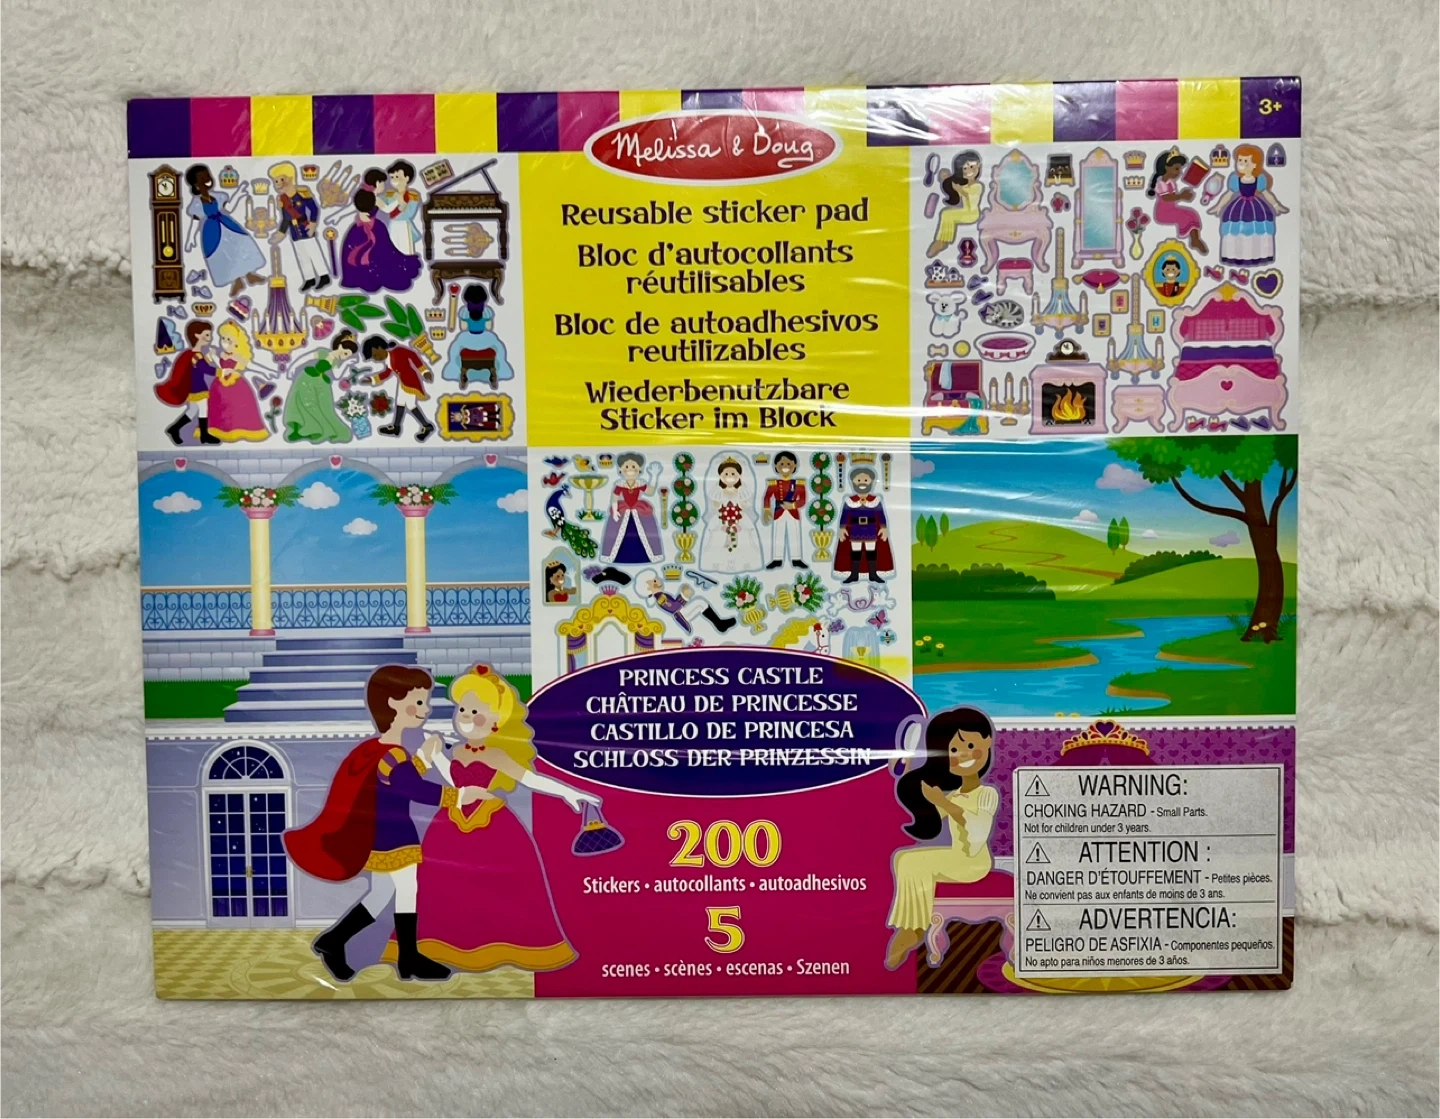 3+
Melissa & Doug
Reusable sticker pad
Bloc d'autocollants
réutilisables
Bloc de autoadhesivos
reutilizables
Wiederbenutzbare
Sticker im Block
PRINCESS CASTLE
CHÂTEAU DE PRINCESSE
CASTILLO DE PRINCESA
SCHLOSS DER PRINZESSIN
200
Stickers • autocollants • autoadhesivos
5
scenes • scènes • escenas • Szenen
⚠ WARNING:
CHOKING HAZARD - Small Parts.
Not for children under 3 years.
⚠ ATTENTION :
DANGER D'ÉTOUFFEMENT - Petites pièces.
Ne convient pas aux enfants de moins de 3 ans.
⚠ ADVERTENCIA:
PELIGRO DE ASFIXIA - Componentes pequeños.
No apto para niños menores de 3 años.